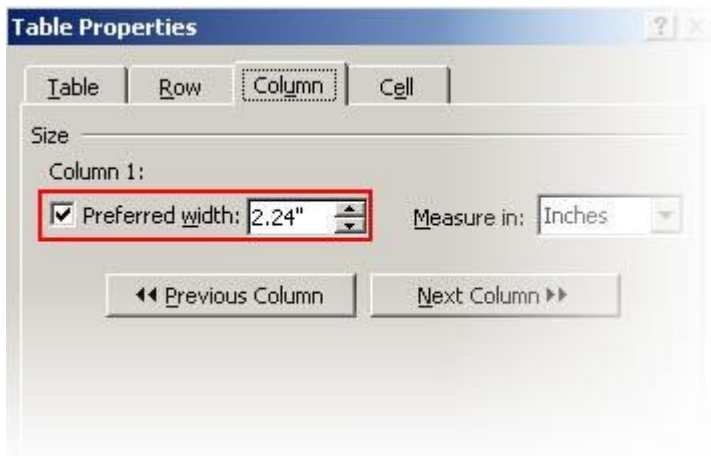 Table Properties
Table Row Column Cell
Size
Column 1:
Preferred width: 2.24" Measure in: Inches
Previous Column Next Column